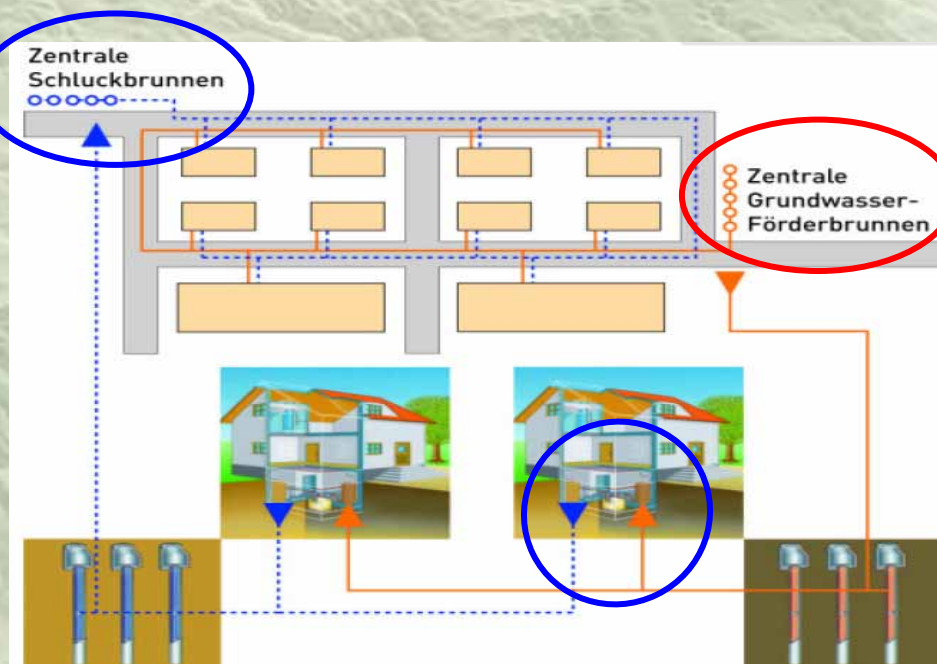 Zentrale
Schluckbrunnen
Zentrale
Grundwasser-
Förderbrunnen